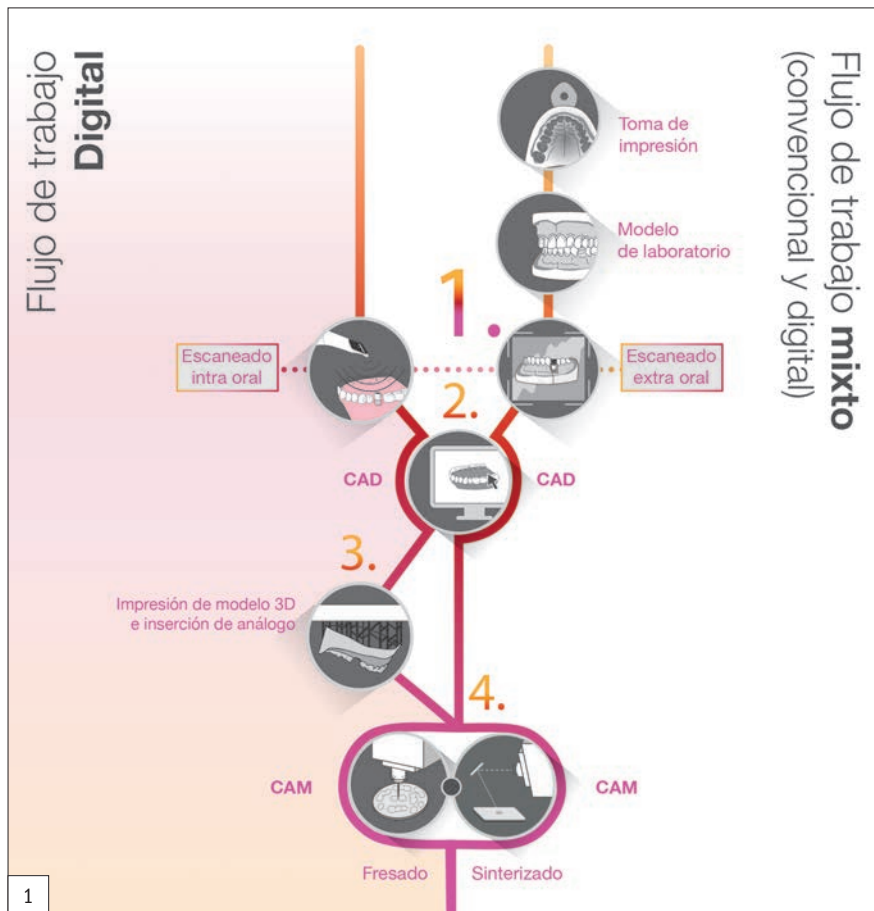 Flujo de trabajo
Digital
Flujo de trabajo mixto
(convencional y digital)
Toma de
impresión
Modelo
de laboratorio
1.
Escaneado
intra oral
Escaneado
extra oral
2.
CAD
CAD
3.
Impresión de modelo 3D
e inserción de análogo
4.
CAM
CAM
Fresado
Sinterizado
1